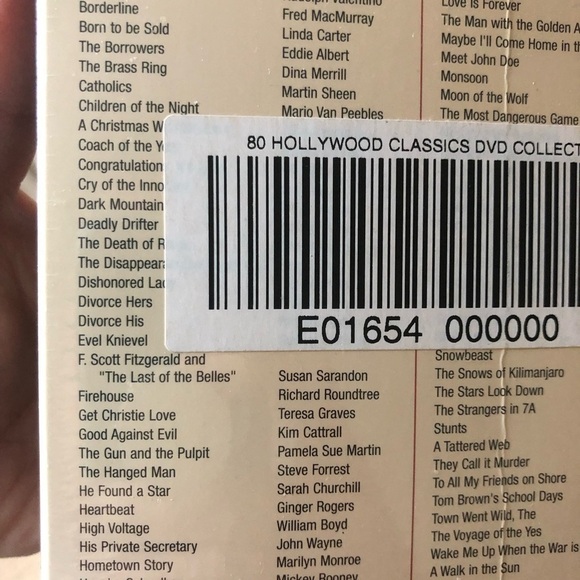 Borderline
Born to be Sold
The Borrowers
The Brass Ring
Catholics
Children of the Night
A Christmas
Coach of the
Congratulation
Cry of the
Dark Mountain
Deadly Drifter
The Death of
The
Dishonored
Divorce Hers
Divorce His
Evel Knievel
F. Scott Fitzgerald and
"The Last of the Belles"
Firehouse
Get Christie Love
Good Against Evil
The Gun and the Pulpit
The Hanged Man
He Found a Star
Heartbeat
High Voltage
His Private Secretary
Hometown Story
Valentino
Fred MacMurray
Linda Carter
Eddie Albert
Dina Merrill
Martin Sheen
Mario Van Peebles
80 HOLLYWOOD CLASSICS DVD COLLECT
E01654 000000
Susan Sarandon
Richard Roundtree
Teresa Graves
Kim Cattrall
Pamela Sue Martin
Steve Forrest
Sarah Churchill
Ginger Rogers
William Boyd
John Wayne
Marilyn Monroe
Mickey Rooney
Love is Forever
The Man with the Golden
Maybe I'll Come Home in
Meet John Doe
Monsoon
Moon of the Wolf
The Most Dangerous Game
Snowbeast
The Snows of Kilimanjaro
The Stars Look Down
The Strangers in 7A
Stunts
A Tattered Web
They Call it Murder
To All My Friends on Shore
Tom Brown's School Days
Town Went Wild, The
The Voyage of the Yes
Wake Me Up When the War is
A Walk in the Sun